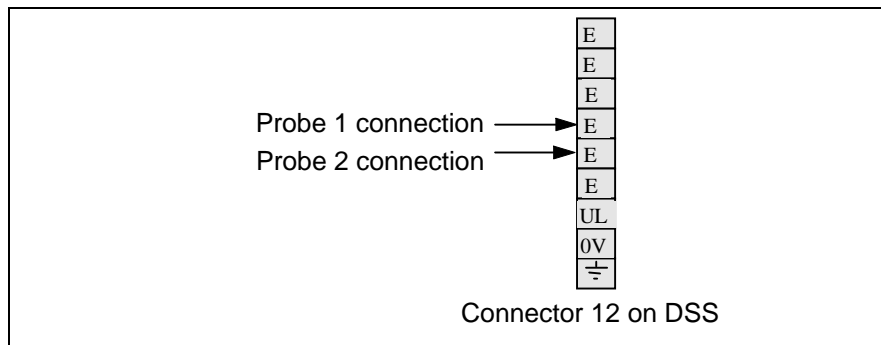 E
E
E
Probe 1 connection E
Probe 2 connection E
E
UL
0V
Connector 12 on DSS